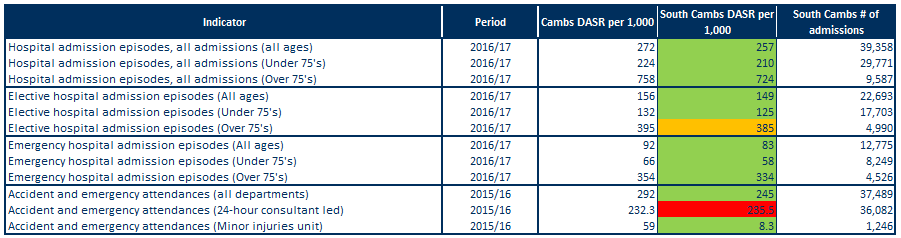 Indicator Period Cambs DASR per 1,000 South Cambs DASR per 1,000 South Cambs # of admissions
Hospital admission episodes, all admissions (all ages) 2016/17 272 257 39,358
Hospital admission episodes, all admissions (Under 75's) 2016/17 224 210 29,771
Hospital admission episodes, all admissions (Over 75's) 2016/17 758 724 9,587
Elective hospital admission episodes (All ages) 2016/17 156 149 22,693
Elective hospital admission episodes (Under 75's) 2016/17 132 125 17,703
Elective hospital admission episodes (Over 75's) 2016/17 395 385 4,990
Emergency hospital admission episodes (All ages) 2016/17 92 83 12,775
Emergency hospital admission episodes (Under 75's) 2016/17 66 58 8,249
Emergency hospital admission episodes (Over 75's) 2016/17 354 334 4,526
Accident and emergency attendances (all departments) 2015/16 292 245 37,489
Accident and emergency attendances (24-hour consultant led) 2015/16 232.3 235.5 36,082
Accident and emergency attendances (Minor injuries unit) 2015/16 59 8.3 1,246